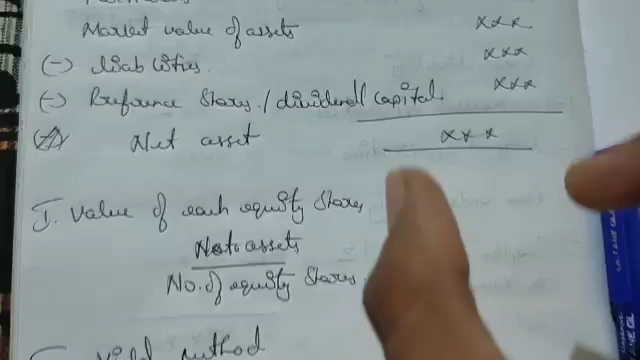 Market value of assets xxx
(-) Liabilities. xxx
(-) Preference Shares / dividend / capital xxx
Net asset xxx
I. Value of each equity Shares
Net assets
No. of equity Shares
yield method